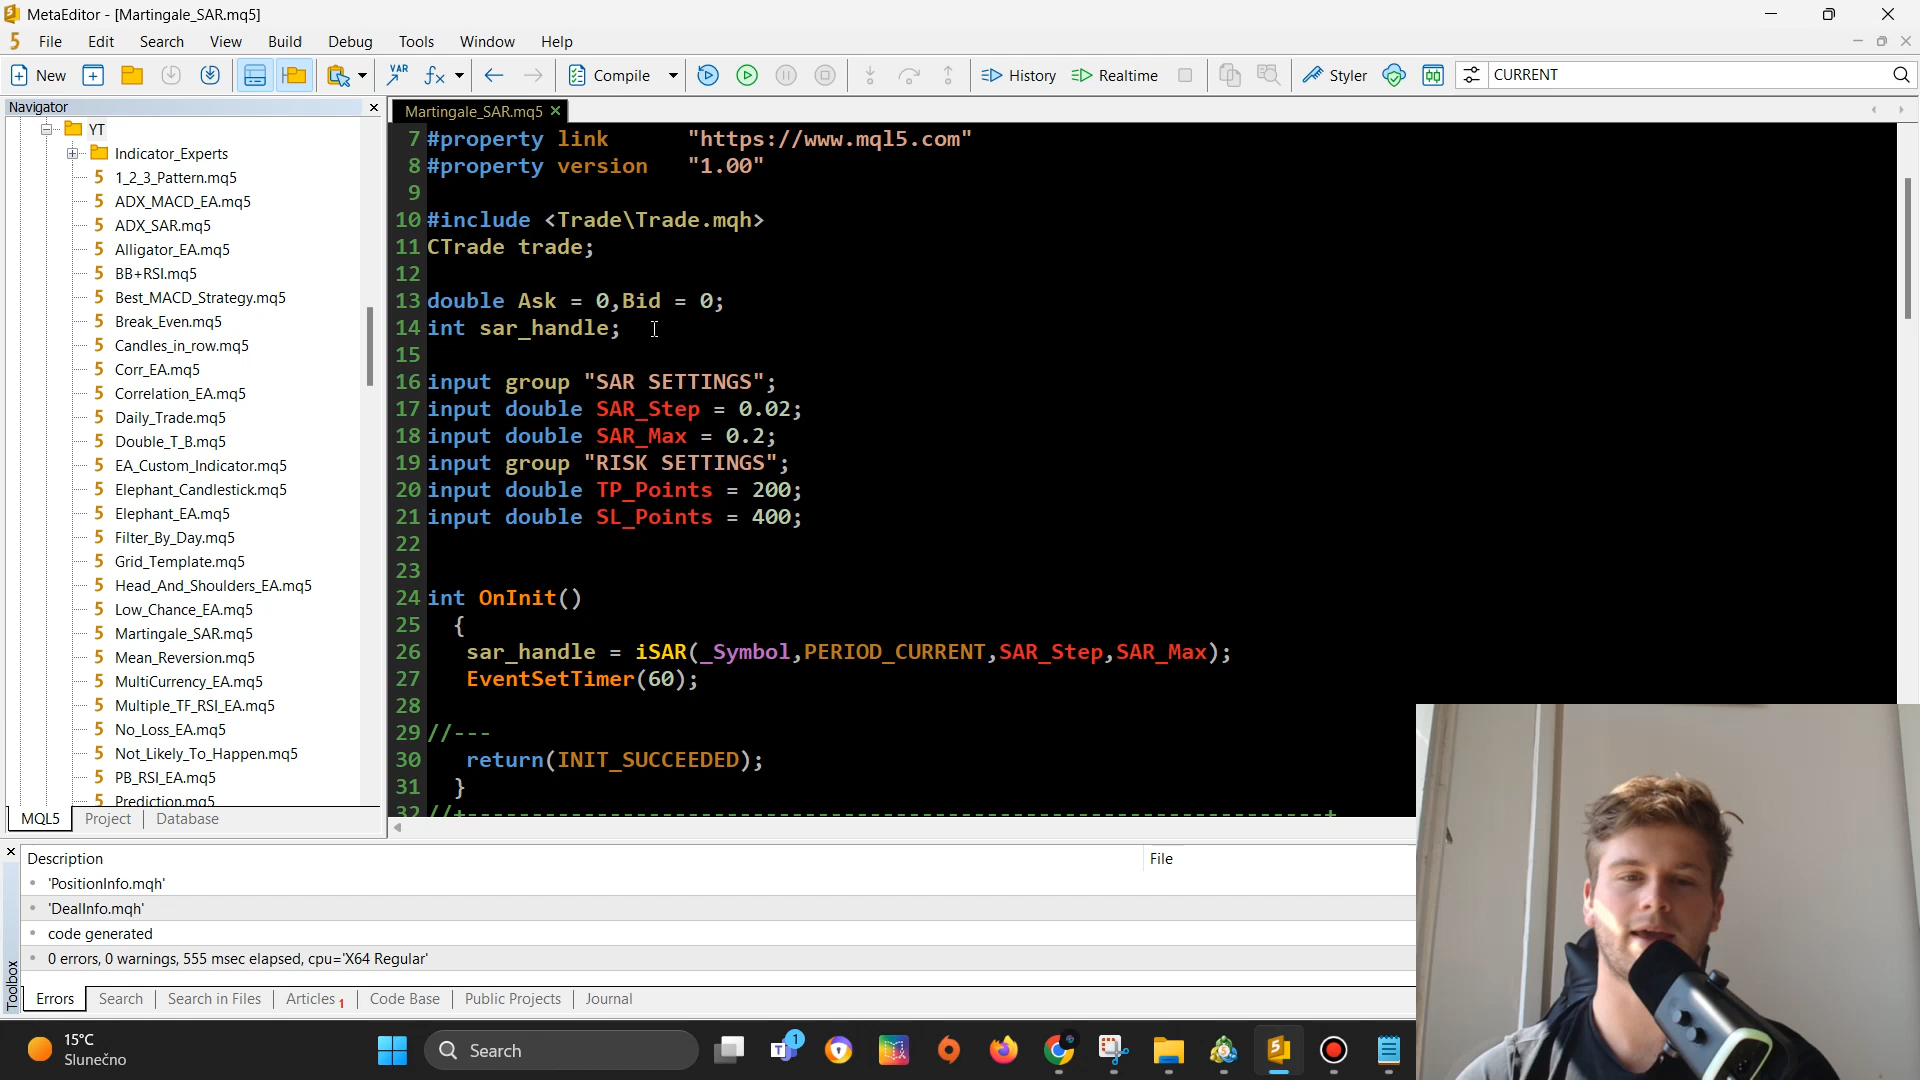 MetaEditor - [Martingale_SAR.mq5]
File Edit Search View Build Debug Tools Window Help
New VAR Compile History Realtime Styler CURRENT
Navigator
Martingale_SAR.mq5
YT
Indicator_Experts
1_2_3_Pattern.mq5
ADX_MACD_EA.mq5
ADX_SAR.mq5
Alligator_EA.mq5
BB+RSI.mq5
Best_MACD_Strategy.mq5
Break_Even.mq5
Candles_in_row.mq5
Corr_EA.mq5
Correlation_EA.mq5
Daily_Trade.mq5
Double_T_B.mq5
EA_Custom_Indicator.mq5
Elephant_Candlestick.mq5
Elephant_EA.mq5
Filter_By_Day.mq5
Grid_Template.mq5
Head_And_Shoulders_EA.mq5
Low_Chance_EA.mq5
Martingale_SAR.mq5
Mean_Reversion.mq5
MultiCurrency_EA.mq5
Multiple_TF_RSI_EA.mq5
No_Loss_EA.mq5
Not_Likely_To_Happen.mq5
PB_RSI_EA.mq5
Prediction.mq5
MQL5 Project Database
7 #property link "https://www.mql5.com"
8 #property version "1.00"
9
10 #include <Trade\Trade.mqh>
11 CTrade trade;
12
13 double Ask = 0,Bid = 0;
14 int sar_handle;
15
16 input group "SAR SETTINGS";
17 input double SAR_Step = 0.02;
18 input double SAR_Max = 0.2;
19 input group "RISK SETTINGS";
20 input double TP_Points = 200;
21 input double SL_Points = 400;
22
23
24 int OnInit()
25 {
26 sar_handle = iSAR(_Symbol,PERIOD_CURRENT,SAR_Step,SAR_Max);
27 EventSetTimer(60);
28
29 //---
30 return(INIT_SUCCEEDED);
31 }
32 //+------------------------------------------------------------------+
Description File
'PositionInfo.mqh'
'DealInfo.mqh'
code generated
0 errors, 0 warnings, 555 msec elapsed, cpu='X64 Regular'
Toolbox
Errors Search Search in Files Articles 1 Code Base Public Projects Journal
15°C
Slunečno
Search
1